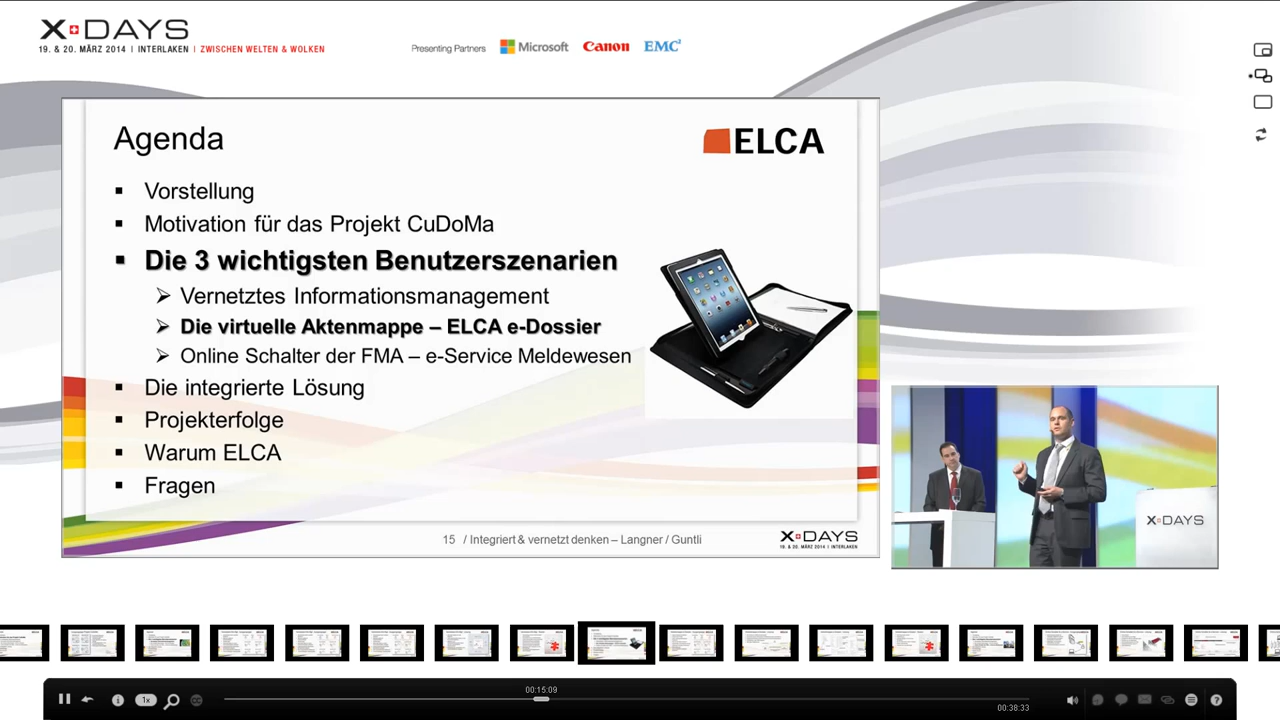 X+DAYS
19. & 20. MÄRZ 2014 | INTERLAKEN | ZWISCHEN WELTEN & WOLKEN
Presenting Partners Microsoft Canon EMC²
Agenda
ELCA
▪ Vorstellung
▪ Motivation für das Projekt CuDoMa
▪ Die 3 wichtigsten Benutzerszenarien
➢ Vernetztes Informationsmanagement
➢ Die virtuelle Aktenmappe – ELCA e-Dossier
➢ Online Schalter der FMA – e-Service Meldewesen
▪ Die integrierte Lösung
▪ Projekterfolge
▪ Warum ELCA
▪ Fragen
15 / Integriert & vernetzt denken – Langner / Guntli
X+DAYS
19. & 20. MÄRZ 2014 | INTERLAKEN
X+DAYS
1x
00:15:09
00:38:33